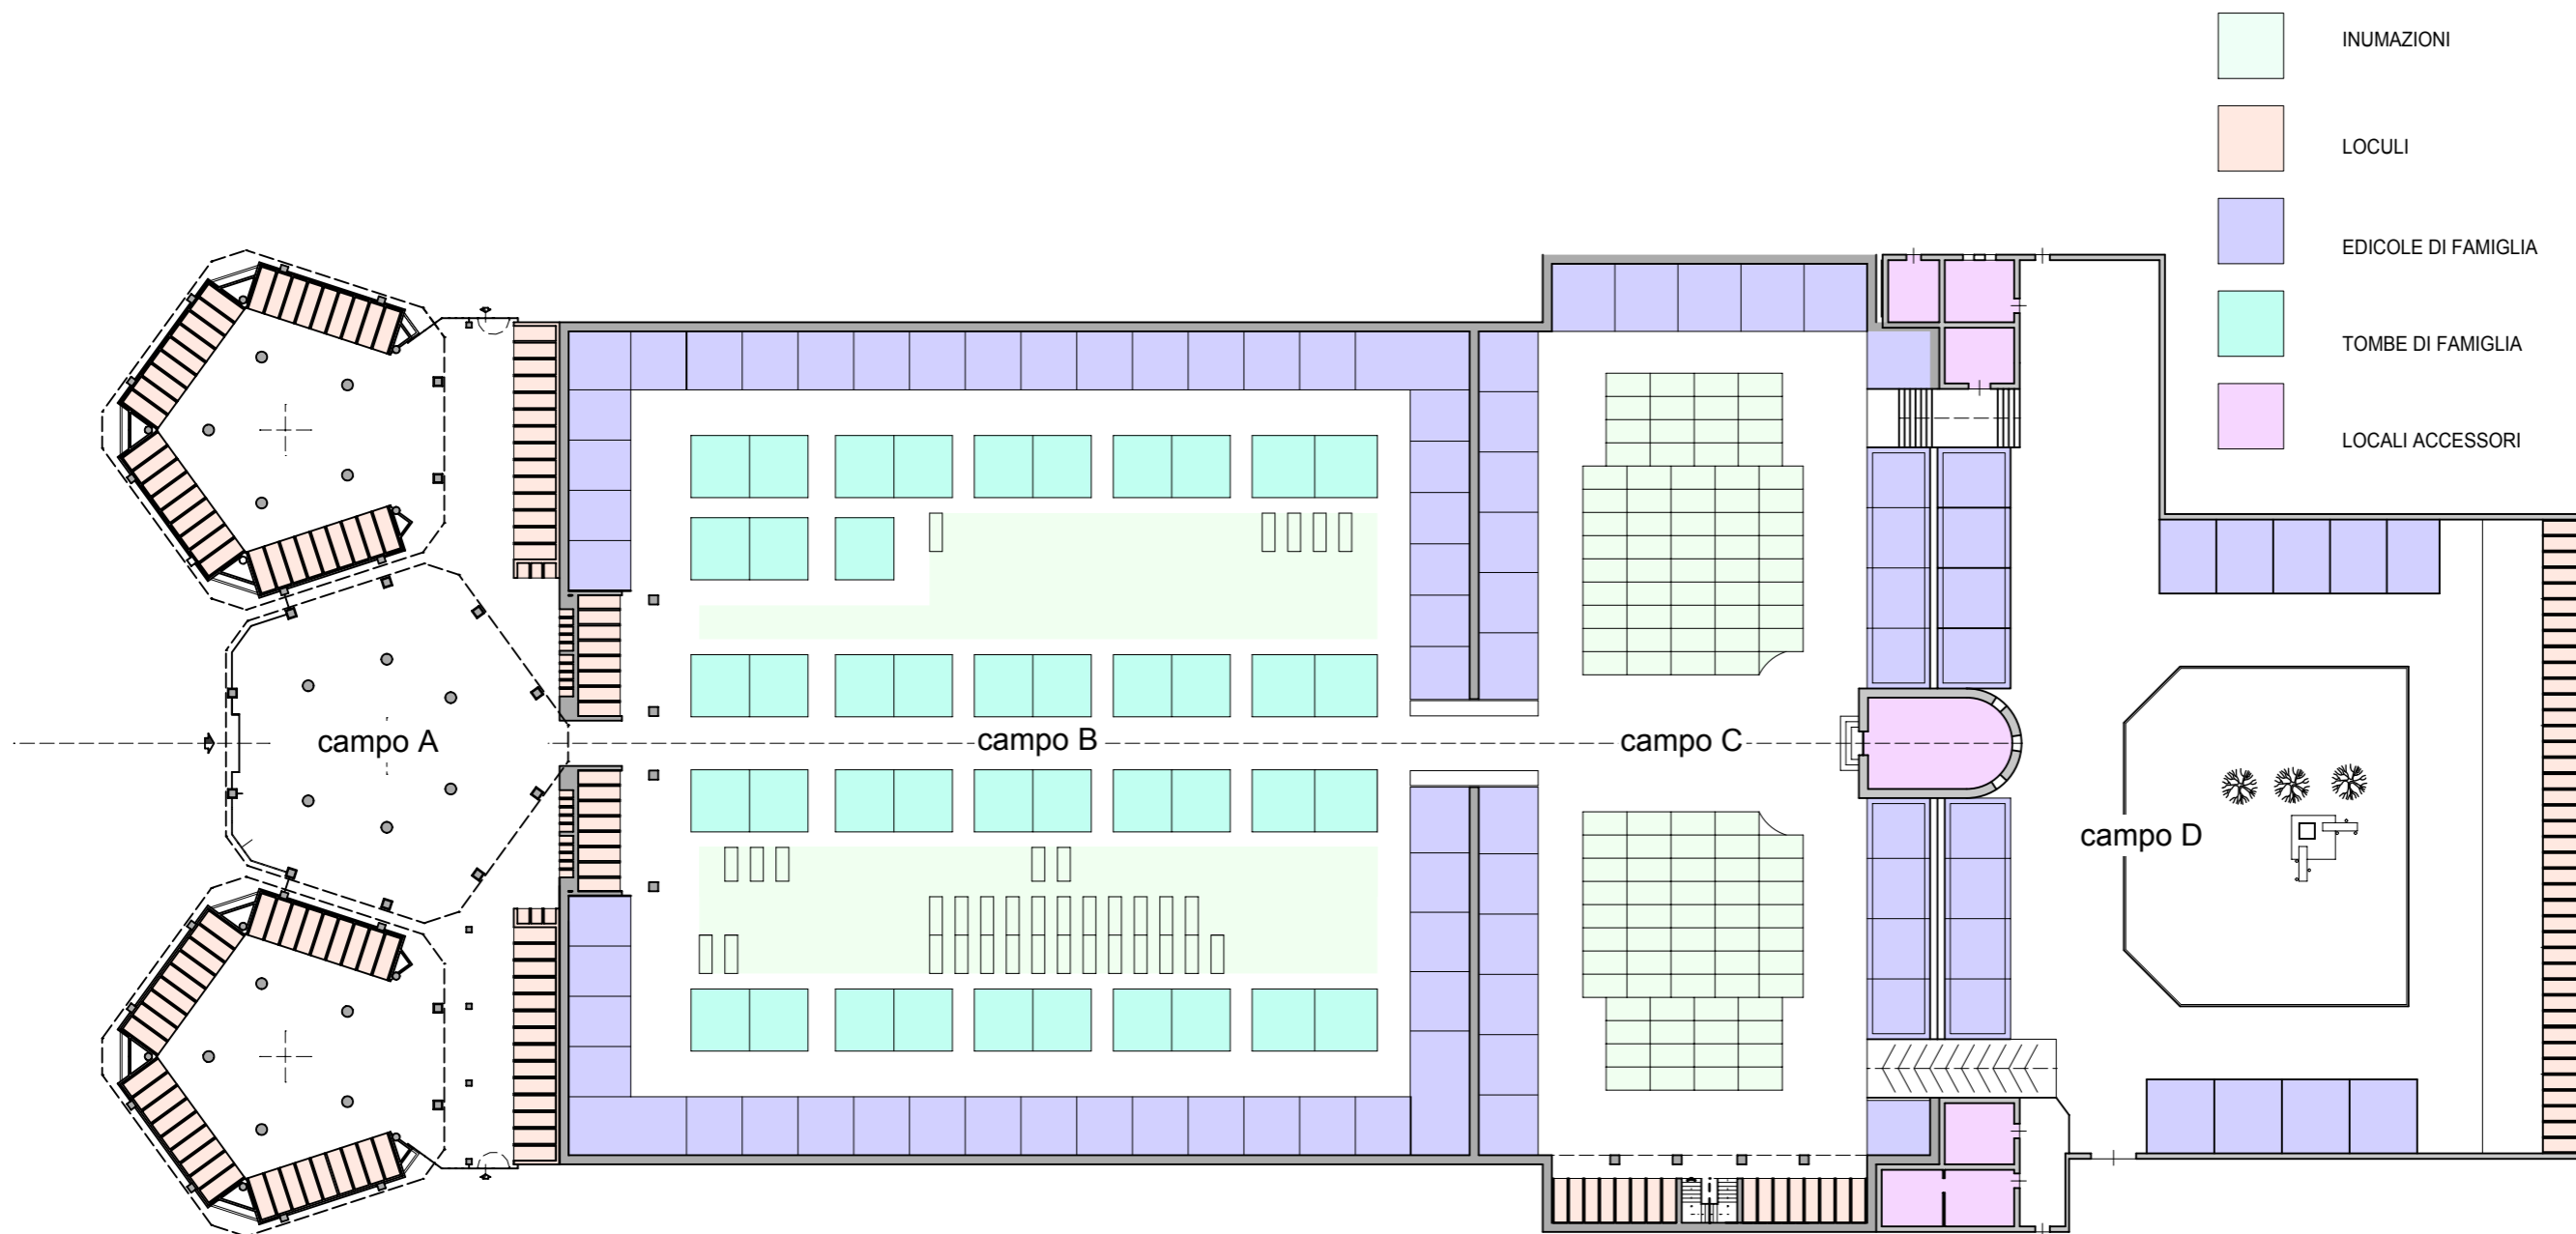 INUMAZIONI
LOCULI
EDICOLE DI FAMIGLIA
TOMBE DI FAMIGLIA
LOCALI ACCESSORI
campo A
campo B
campo C
campo D